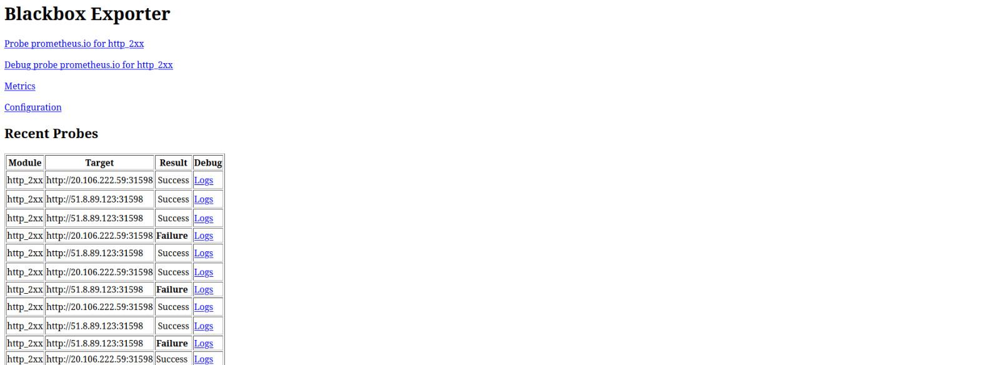 Blackbox Exporter
Probe prometheus.io for http_2xx
Debug probe prometheus.io for http_2xx
Metrics
Configuration
Recent Probes
Module Target Result Debug
http_2xx http://20.106.222.59:31598 Success Logs
http_2xx http://51.8.89.123:31598 Success Logs
http_2xx http://51.8.89.123:31598 Success Logs
http_2xx http://20.106.222.59:31598 Failure Logs
http_2xx http://51.8.89.123:31598 Success Logs
http_2xx http://20.106.222.59:31598 Success Logs
http_2xx http://51.8.89.123:31598 Failure Logs
http_2xx http://20.106.222.59:31598 Success Logs
http_2xx http://51.8.89.123:31598 Success Logs
http_2xx http://51.8.89.123:31598 Failure Logs
http_2xx http://20.106.222.59:31598 Success Logs